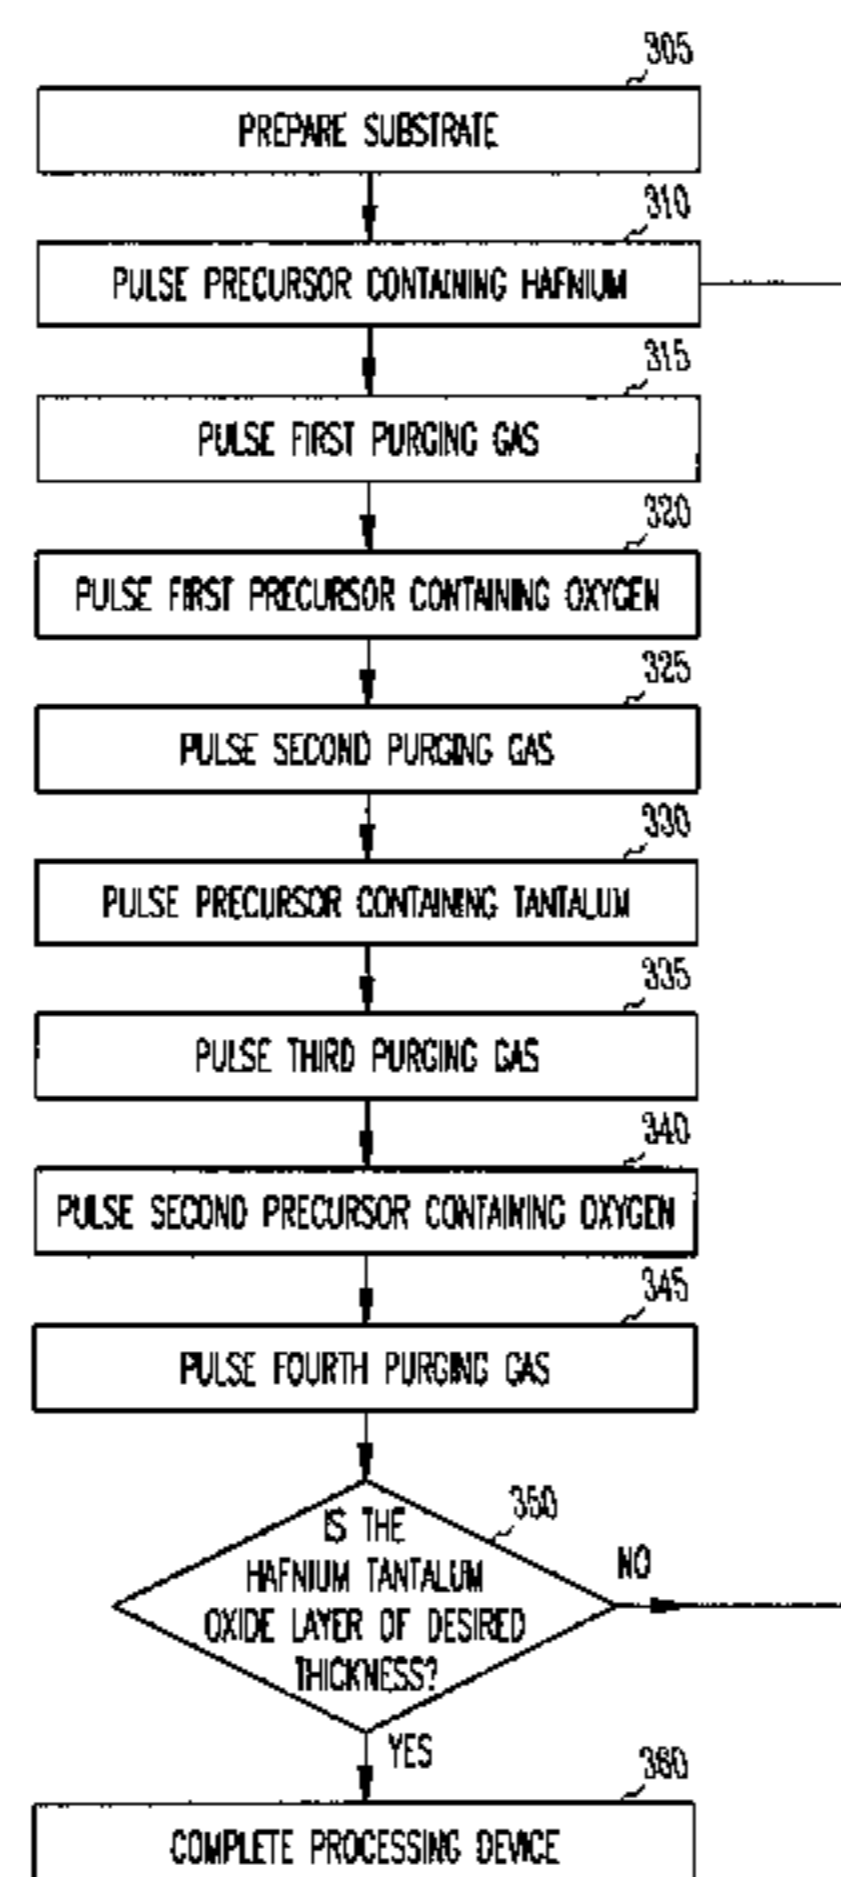 305
PREPARE SUBSTRATE
310
PULSE PRECURSOR CONTAINING HAFNIUM
315
PULSE FIRST PURGING GAS
320
PULSE FIRST PRECURSOR CONTAINING OXYGEN
325
PULSE SECOND PURGING GAS
330
PULSE PRECURSOR CONTAINING TANTALUM
335
PULSE THIRD PURGING GAS
340
PULSE SECOND PRECURSOR CONTAINING OXYGEN
345
PULSE FOURTH PURGING GAS
350
IS THE
HAFNIUM TANTALUM
OXIDE LAYER OF DESIRED
THICKNESS?
NO
YES
360
COMPLETE PROCESSING DEVICE